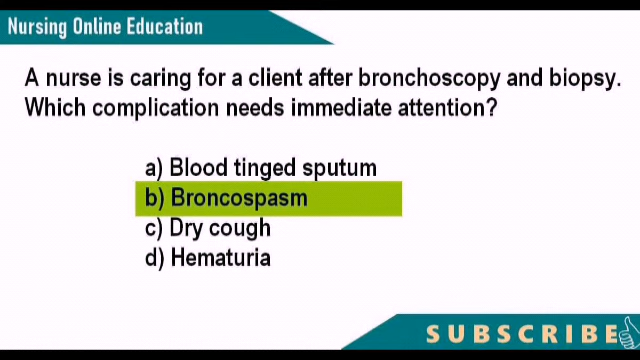 Nursing Online Education
A nurse is caring for a client after bronchoscopy and biopsy.
Which complication needs immediate attention?
a) Blood tinged sputum
b) Broncospasm
c) Dry cough
d) Hematuria
SUBSCRIBE